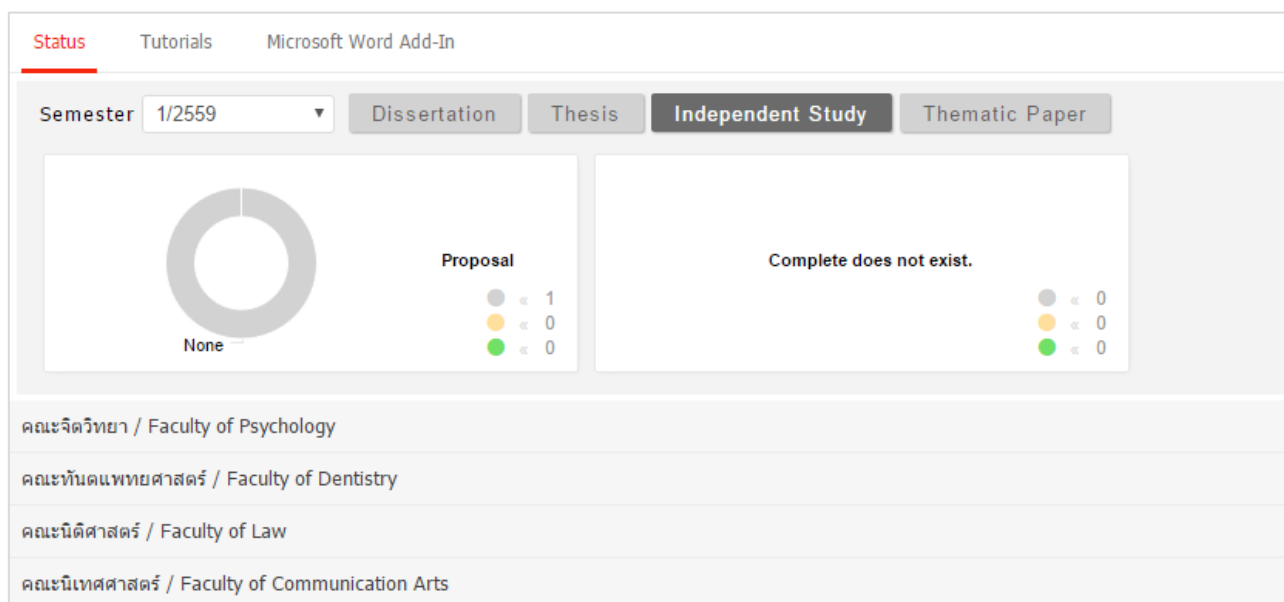 Status Tutorials Microsoft Word Add-In
Semester 1/2559 Dissertation Thesis Independent Study Thematic Paper
Proposal
« 1
« 0
« 0
None
Complete does not exist.
« 0
« 0
« 0
คณะจิตวิทยา / Faculty of Psychology
คณะทันตแพทยศาสตร์ / Faculty of Dentistry
คณะนิติศาสตร์ / Faculty of Law
คณะนิเทศศาสตร์ / Faculty of Communication Arts